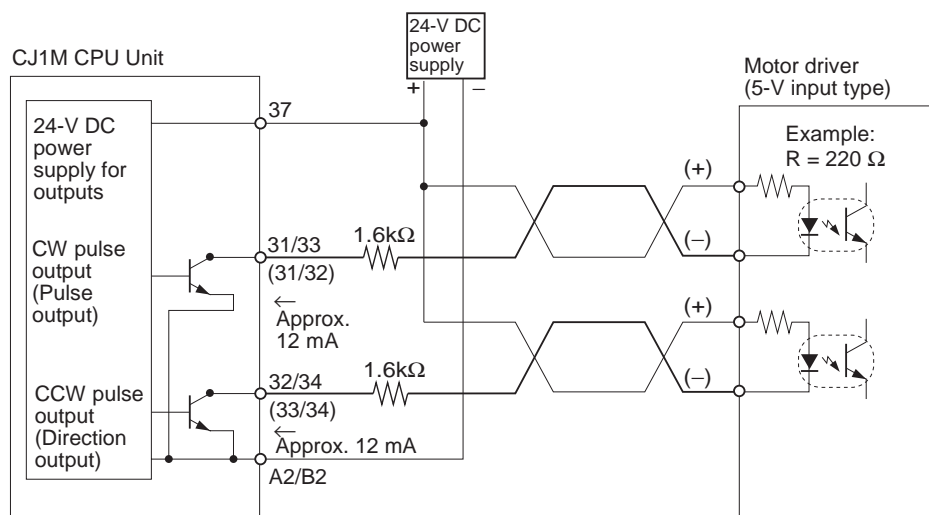 24-V DC
power
supply
+
−
CJ1M CPU Unit
37
24-V DC
power
supply for
outputs
CW pulse
output
(Pulse
output)
31/33
(31/32)
1.6kΩ
←
Approx.
12 mA
CCW pulse
output
(Direction
output)
32/34
(33/34)
1.6kΩ
←
Approx. 12 mA
A2/B2
Motor driver
(5-V input type)
Example:
R = 220 Ω
(+)
(−)
(+)
(−)